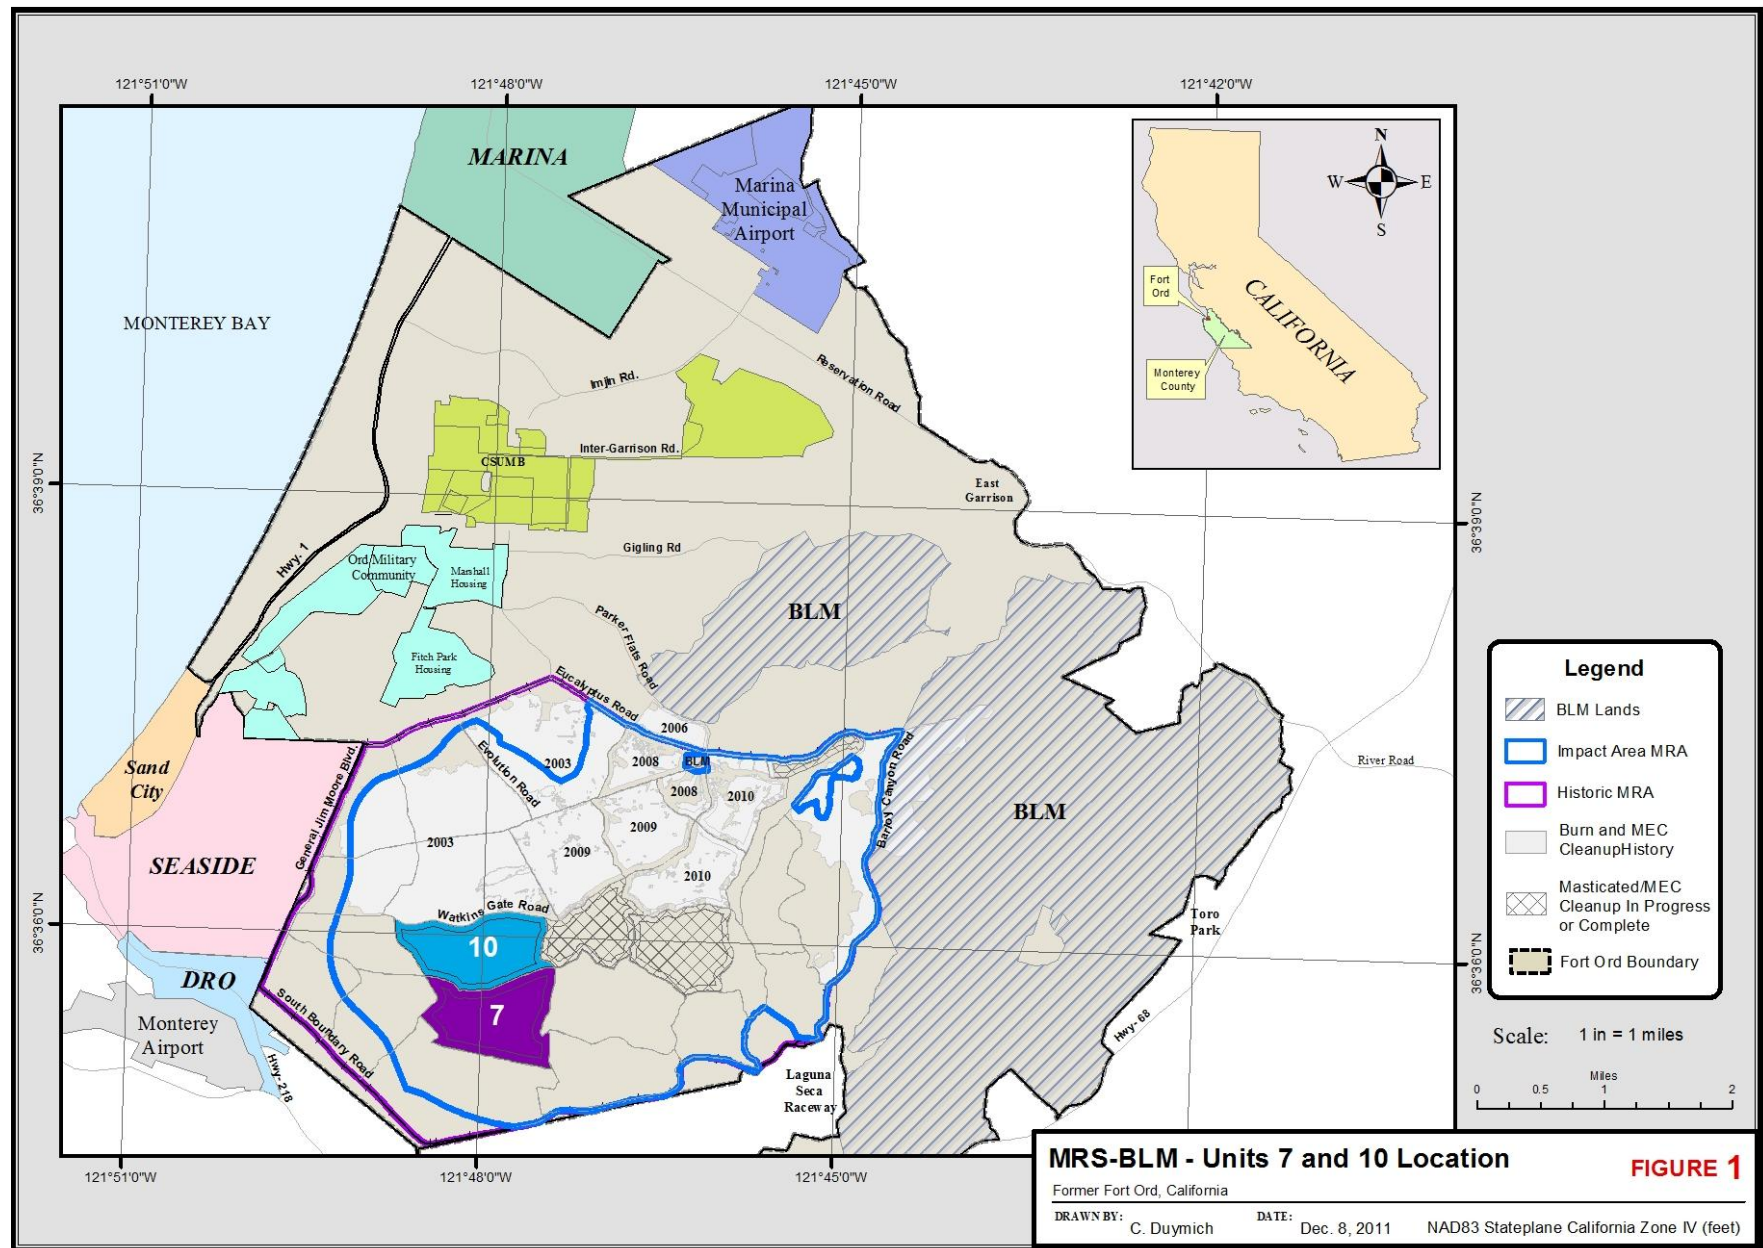 121°51'0"W
121°48'0"W
121°45'0"W
121°42'0"W
MARINA
Marina
Municipal
Airport
N
W
E
S
Fort
Ord
CALIFORNIA
Monterey
County
MONTEREY BAY
Reservation Road
Imjin Rd.
Inter-Garrison Rd.
CSUMB
36°39'0"N
36°39'0"N
East
Garrison
Gigling Rd
Hwy. 1
Ord Military
Community
Marshall
Housing
Parker Flats Road
BLM
Fitch Park
Housing
Eucalyptus Road
Legend
BLM Lands
Impact Area MRA
Historic MRA
Burn and MEC
CleanupHistory
Masticated/MEC
Cleanup In Progress
or Complete
Fort Ord Boundary
2006
Sand
City
General Jim Moore Blvd.
Evolution Road
2003
2008
BLM
2008
2010
Barloy Canyon Road
BLM
River Road
2003
2009
2009
2010
SEASIDE
36°36'0"N
36°36'0"N
Watkins Gate Road
Toro
Park
10
DRO
7
South Boundary Road
Monterey
Airport
Hwy-218
Hwy-68
Laguna
Seca
Raceway
Scale: 1 in = 1 miles
Miles
0 0.5 1 2
MRS-BLM - Units 7 and 10 Location
FIGURE 1
Former Fort Ord, California
DRAWN BY: C. Duymich DATE: Dec. 8, 2011 NAD83 Stateplane California Zone IV (feet)
121°51'0"W
121°48'0"W
121°45'0"W